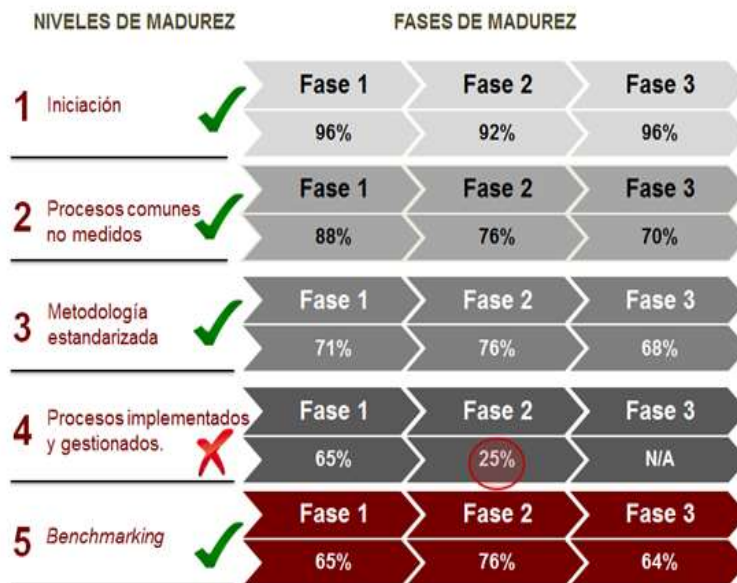 NIVELES DE MADUREZ FASES DE MADUREZ
Fase 1 Fase 2 Fase 3
1 Iniciación
96% 92% 96%
Fase 1 Fase 2 Fase 3
2 Procesos comunes
no medidos
88% 76% 70%
Fase 1 Fase 2 Fase 3
3 Metodología
estandarizada
71% 76% 68%
Fase 1 Fase 2 Fase 3
4 Procesos implementados
y gestionados.
65% 25% N/A
Fase 1 Fase 2 Fase 3
5 Benchmarking
65% 76% 64%